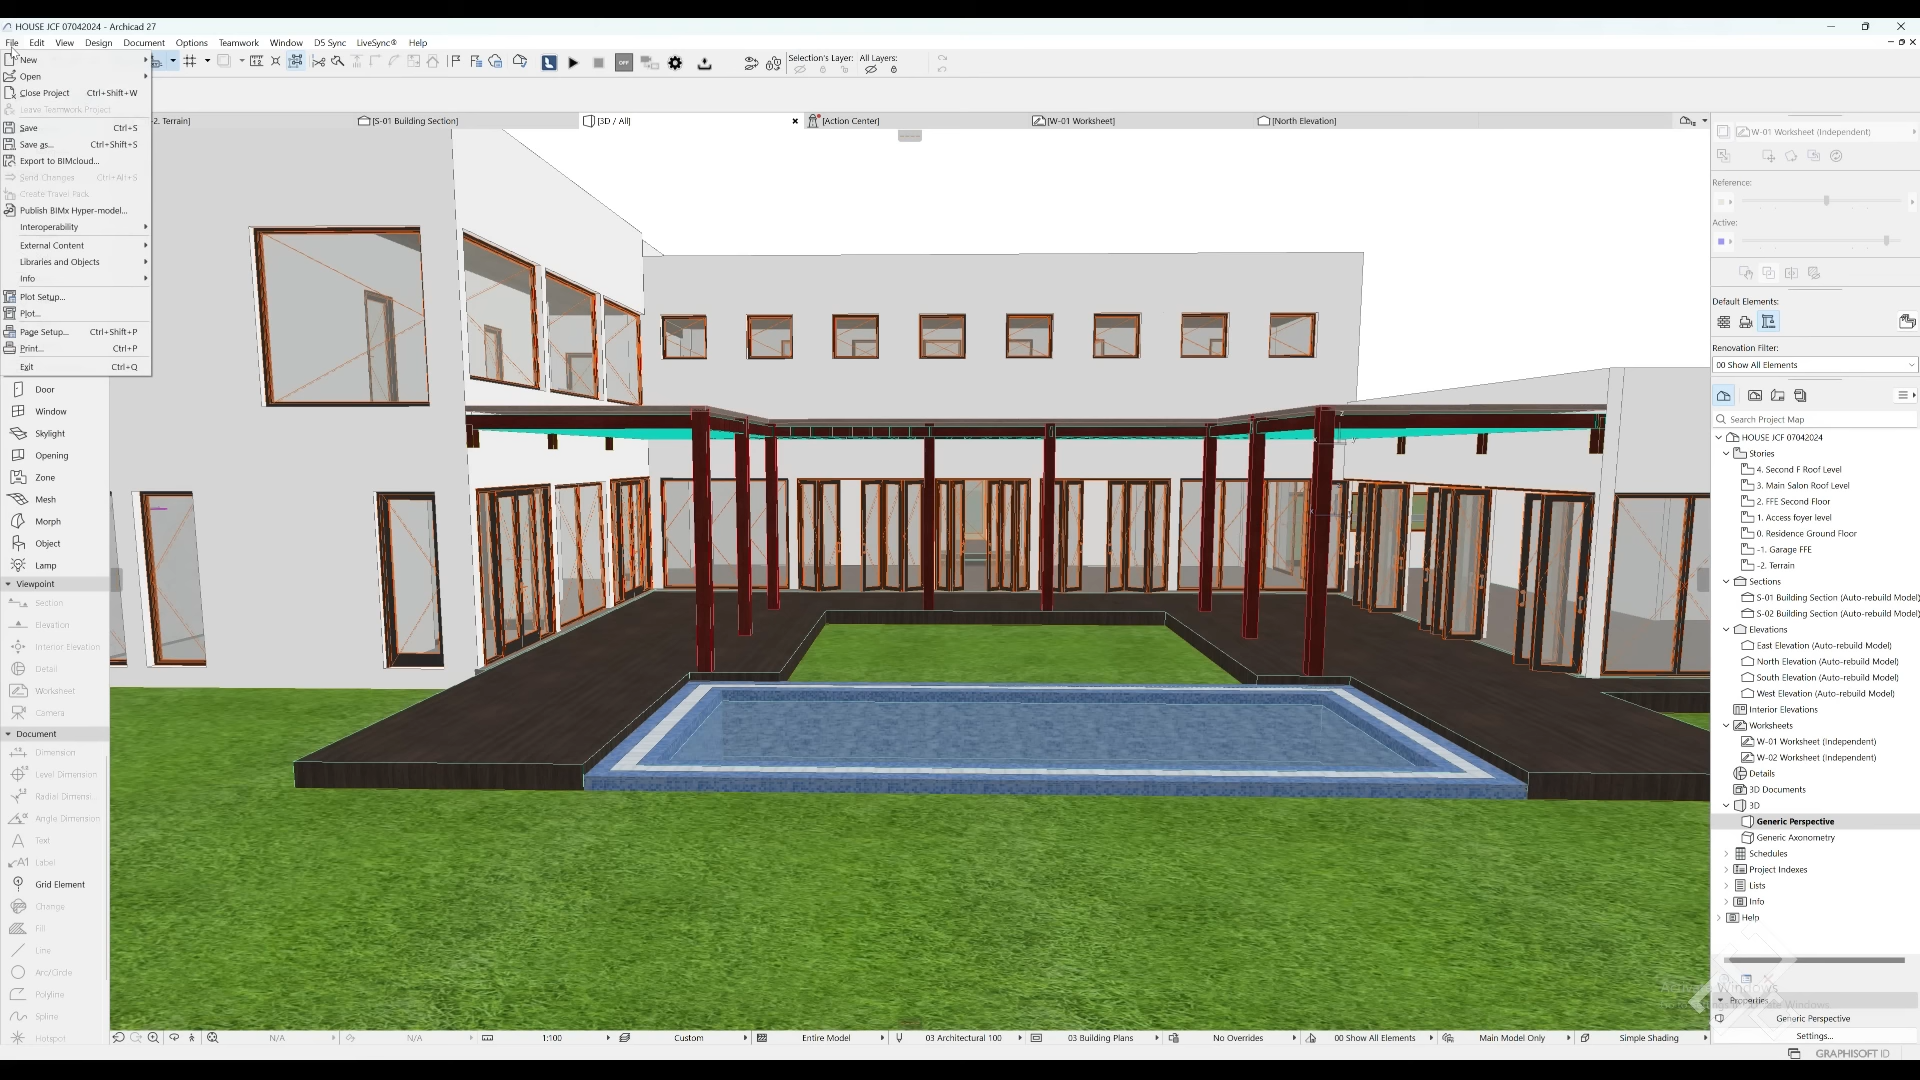 HOUSE JCF 07042024 - Archicad 27
File Edit View Design Document Options Teamwork Window D5 Sync LiveSync® Help
New
Open
Close Project Ctrl+Shift+W
Leave Teamwork Project
Save Ctrl+S
Save as... Ctrl+Shift+S
Export to BIMcloud...
Send Changes Ctrl+Alt+S
Create Travel Pack
Publish BIMx Hyper-model...
Interoperability
External Content
Libraries and Objects
Info
Plot Setup...
Plot...
Page Setup... Ctrl+Shift+P
Print... Ctrl+P
Exit Ctrl+Q
OFF
Selection's Layer: All Layers:
-2. Terrain]
[S-01 Building Section]
[3D / All]
[Action Center]
[W-01 Worksheet]
[North Elevation]
Door
Window
Skylight
Opening
Zone
Mesh
Morph
Object
Lamp
Viewpoint
Section
Elevation
Interior Elevation
Detail
Worksheet
Camera
Document
Dimension
Level Dimension
Radial Dimensi...
Angle Dimension
Text
A1 Label
Grid Element
Change
Fill
Line
Arc/Circle
Polyline
Spline
Hotspot
W-01 Worksheet (Independent)
Reference:
Active:
Default Elements:
Renovation Filter:
00 Show All Elements
Search Project Map
HOUSE JCF 07042024
Stories
4. Second F Roof Level
3. Main Salon Roof Level
2. FFE Second Floor
1. Access foyer level
0. Residence Ground Floor
-1. Garage FFE
-2. Terrain
Sections
S-01 Building Section (Auto-rebuild Model)
S-02 Building Section (Auto-rebuild Model)
Elevations
East Elevation (Auto-rebuild Model)
North Elevation (Auto-rebuild Model)
South Elevation (Auto-rebuild Model)
West Elevation (Auto-rebuild Model)
Interior Elevations
Worksheets
W-01 Worksheet (Independent)
W-02 Worksheet (Independent)
Details
3D Documents
3D
Generic Perspective
Generic Axonometry
Schedules
Project Indexes
Lists
Info
Help
Activate Windows
Properties
Generic Perspective
Settings...
N/A N/A 1:100 Custom Entire Model 03 Architectural 100 03 Building Plans No Overrides 00 Show All Elements Main Model Only Simple Shading
GRAPHISOFT ID